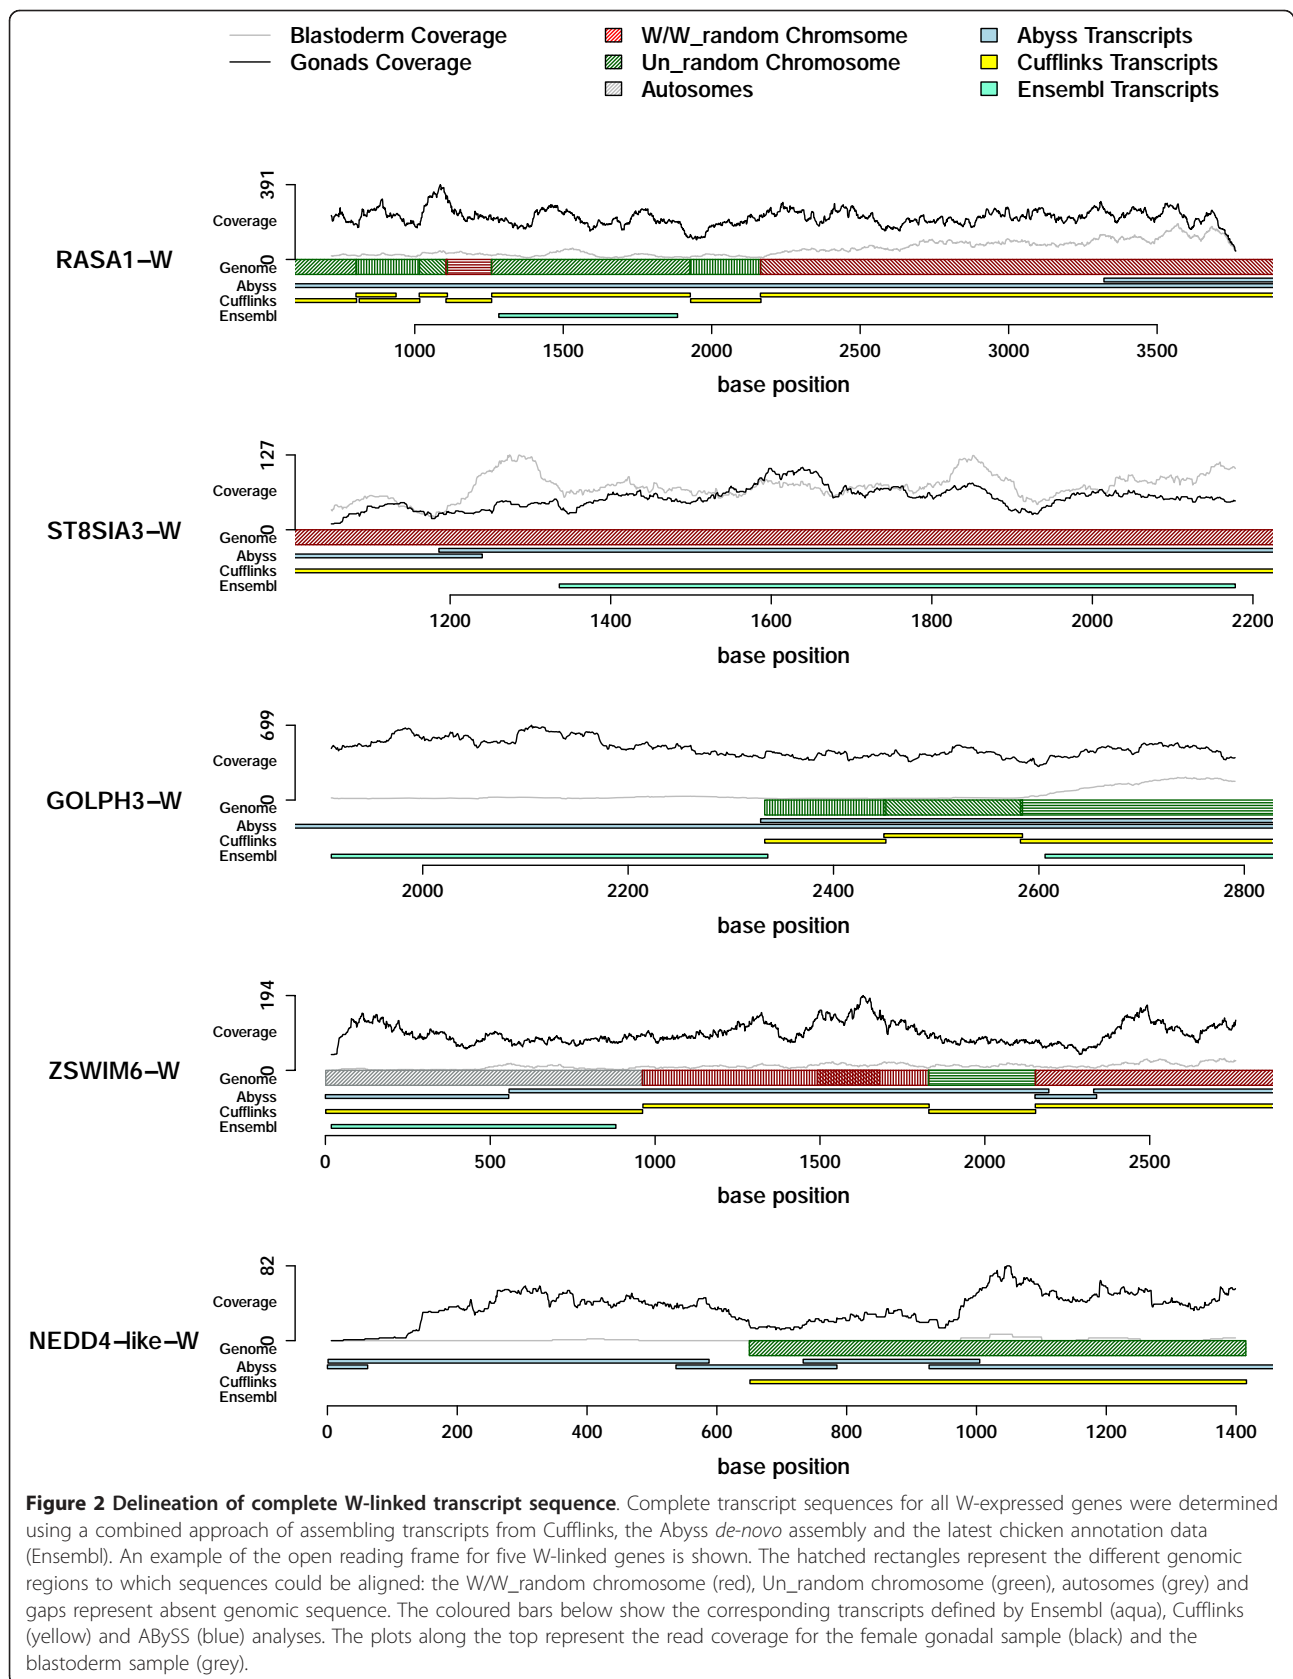 Blastoderm Coverage
Gonads Coverage
W/W_random Chromsome
Un_random Chromosome
Autosomes
Abyss Transcripts
Cufflinks Transcripts
Ensembl Transcripts
RASA1–W
391
0
Coverage
Genome
Abyss
Cufflinks
Ensembl
1000 1500 2000 2500 3000 3500
base position
ST8SIA3–W
127
0
Coverage
Genome
Abyss
Cufflinks
Ensembl
1200 1400 1600 1800 2000 2200
base position
GOLPH3–W
699
0
Coverage
Genome
Abyss
Cufflinks
Ensembl
2000 2200 2400 2600 2800
base position
ZSWIM6–W
194
0
Coverage
Genome
Abyss
Cufflinks
Ensembl
0 500 1000 1500 2000 2500
base position
NEDD4–like–W
82
0
Coverage
Genome
Abyss
Cufflinks
Ensembl
0 200 400 600 800 1000 1200 1400
base position
Figure 2 Delineation of complete W-linked transcript sequence. Complete transcript sequences for all W-expressed genes were determined
using a combined approach of assembling transcripts from Cufflinks, the Abyss de-novo assembly and the latest chicken annotation data
(Ensembl). An example of the open reading frame for five W-linked genes is shown. The hatched rectangles represent the different genomic
regions to which sequences could be aligned: the W/W_random chromosome (red), Un_random chromosome (green), autosomes (grey) and
gaps represent absent genomic sequence. The coloured bars below show the corresponding transcripts defined by Ensembl (aqua), Cufflinks
(yellow) and ABySS (blue) analyses. The plots along the top represent the read coverage for the female gonadal sample (black) and the
blastoderm sample (grey).